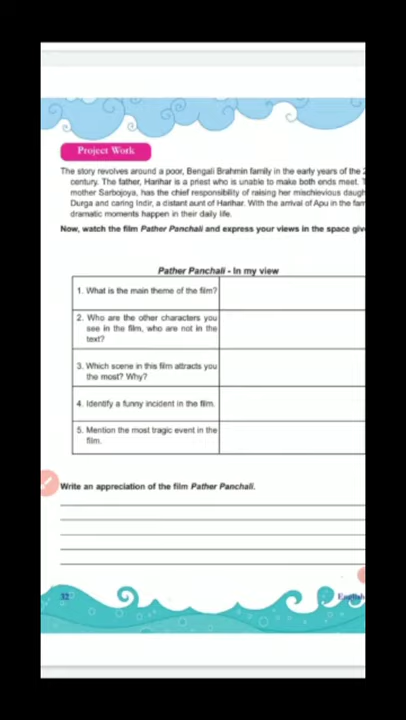 Project Work
The story revolves around a poor, Bengali Brahmin family in the early years of the
century. The father, Harihar is a priest who is unable to make both ends meet.
mother Sarbojoya, has the chief responsibility of raising her mischievious daugh
Durga and caring Indir, a distant aunt of Harihar. With the arrival of Apu in the fam
dramatic moments happen in their daily life.
Now, watch the film Pather Panchali and express your views in the space giv
Pather Panchali - In my view
1. What is the main theme of the film?
2. Who are the other characters you
see in the film, who are not in the
text?
3. Which scene in this film attracts you
the most? Why?
4. Identify a funny incident in the film.
5. Mention the most tragic event in the
film.
Write an appreciation of the film Pather Panchali.
32
English